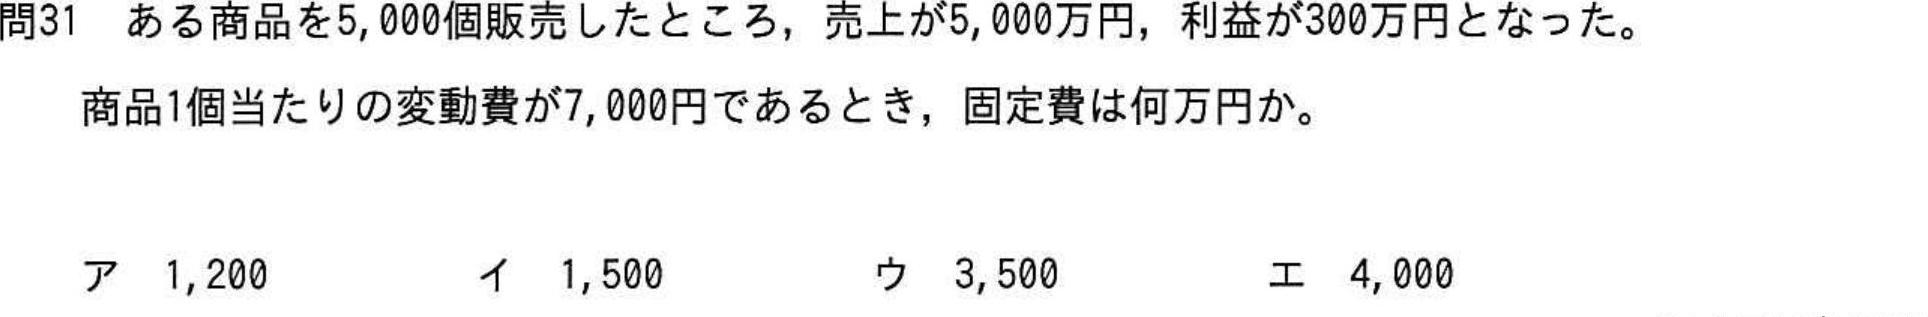 問31　ある商品を5,000個販売したところ，売上が5,000万円，利益が300万円となった。
商品1個当たりの変動費が7,000円であるとき，固定費は何万円か。
ア　1,200　イ　1,500　ウ　3,500　エ　4,000